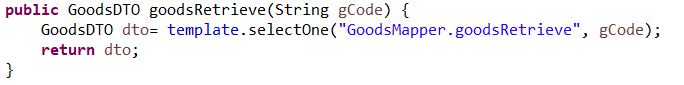 public GoodsDTO goodsRetrieve(String gCode) {
    GoodsDTO dto= template.selectOne("GoodsMapper.goodsRetrieve", gCode);
    return dto;
}